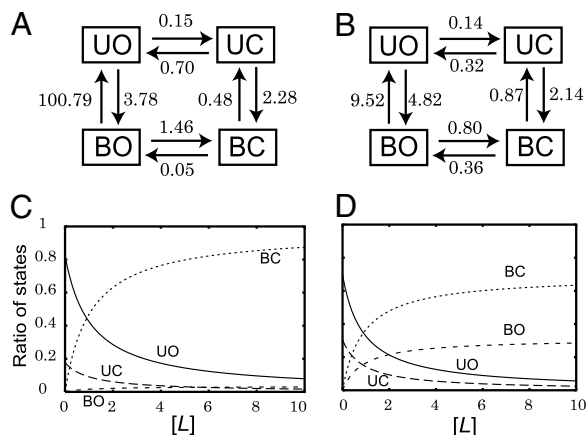 A
UO
0.15
0.70
UC
100.79
3.78
0.48
2.28
BO
1.46
0.05
BC
B
UO
0.14
0.32
UC
9.52
4.82
0.87
2.14
BO
0.80
0.36
BC
C
Ratio of states
1
0.8
0.6
0.4
0.2
0
BC
UO
UC
BO
0 2 4 6 8 10
[L]
D
BC
BO
UO
UC
0 2 4 6 8 10
[L]